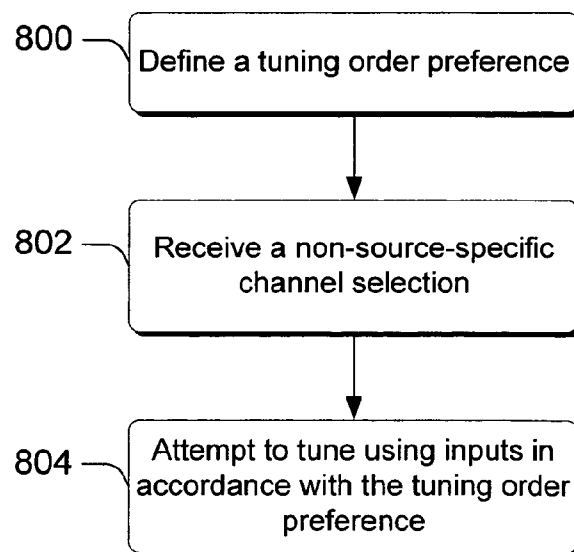 800
Define a tuning order preference
802
Receive a non-source-specific
channel selection
804
Attempt to tune using inputs in
accordance with the tuning order
preference